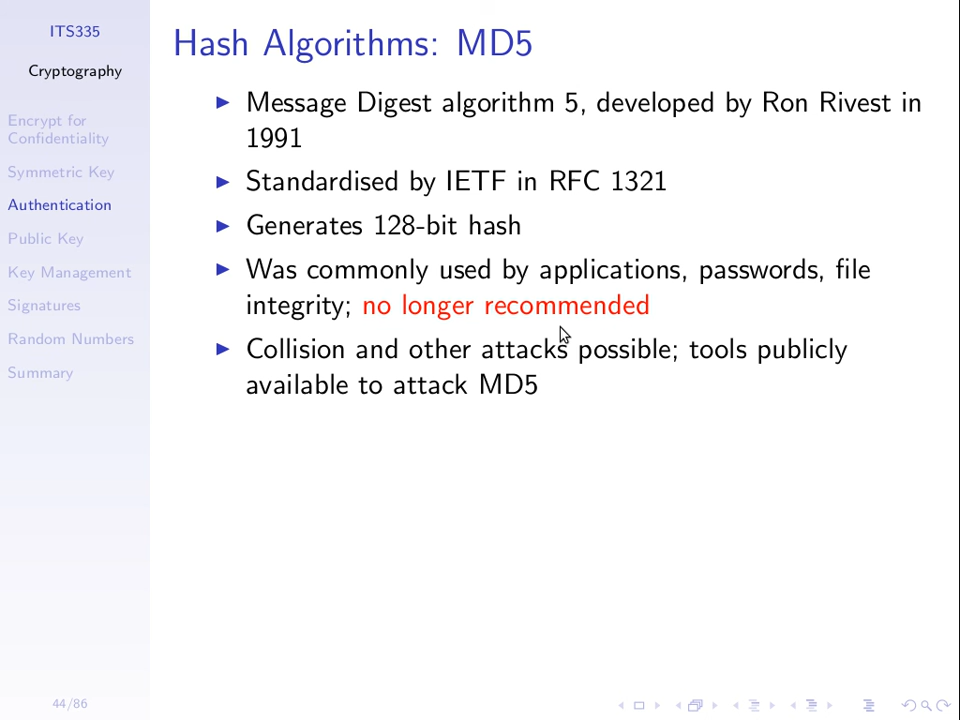 ITS335
Cryptography
Encrypt for
Confidentiality
Symmetric Key
Authentication
Public Key
Key Management
Signatures
Random Numbers
Summary
44/86
Hash Algorithms: MD5
Message Digest algorithm 5, developed by Ron Rivest in
1991
Standardised by IETF in RFC 1321
Generates 128-bit hash
Was commonly used by applications, passwords, file
integrity; no longer recommended
Collision and other attacks possible; tools publicly
available to attack MD5